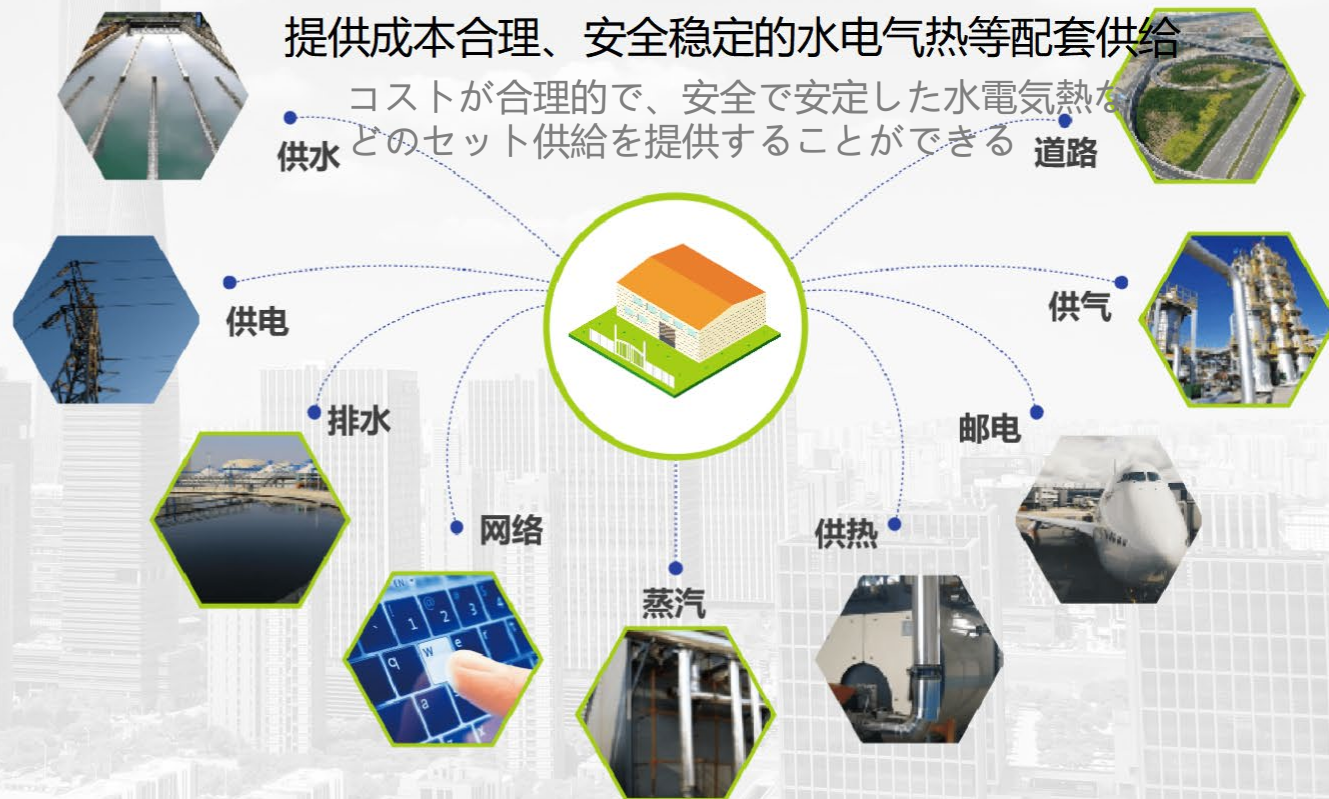 提供成本合理、安全稳定的水电气热等配套供给
コストが合理的で、安全で安定した水電気熱な
どのセット供給を提供することができる
供水
道路
供电
供气
排水
邮电
网络
供热
蒸汽